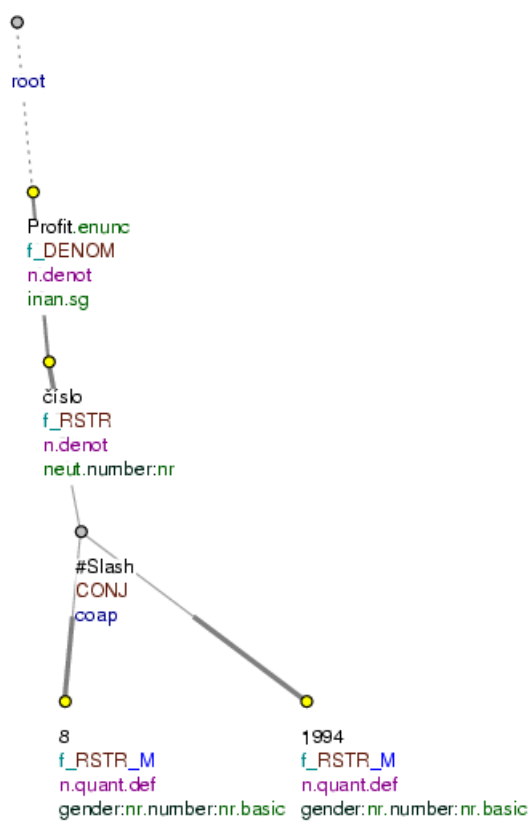 root
Profit.enunc
f_DENOM
n.denot
inan.sg
číslo
f_RSTR
n.denot
neut.number:nr
#Slash
CONJ
coap
8
f_RSTR_M
n.quant.def
gender:nr.number:nr.basic
1994
f_RSTR_M
n.quant.def
gender:nr.number:nr.basic